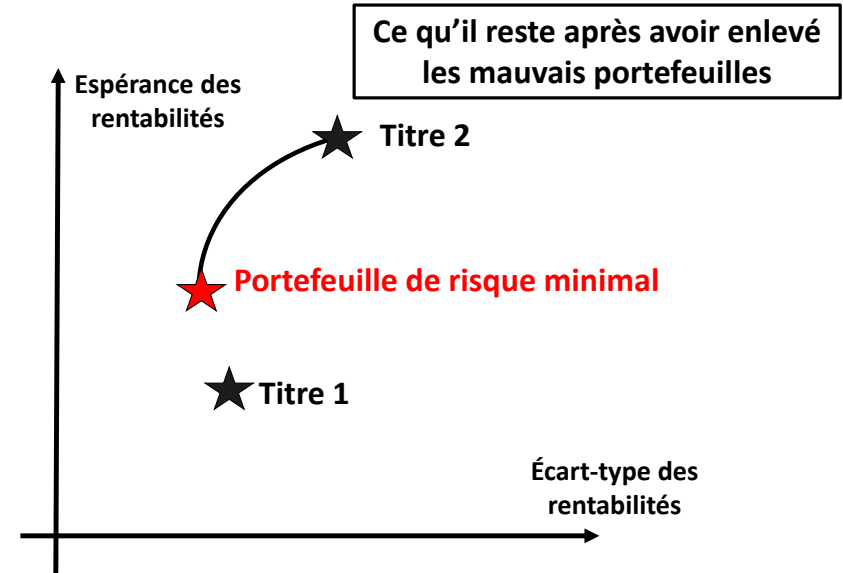 Ce qu’il reste après avoir enlevé
les mauvais portefeuilles
Espérance des
rentabilités
Titre 2
Portefeuille de risque minimal
Titre 1
Écart-type des
rentabilités